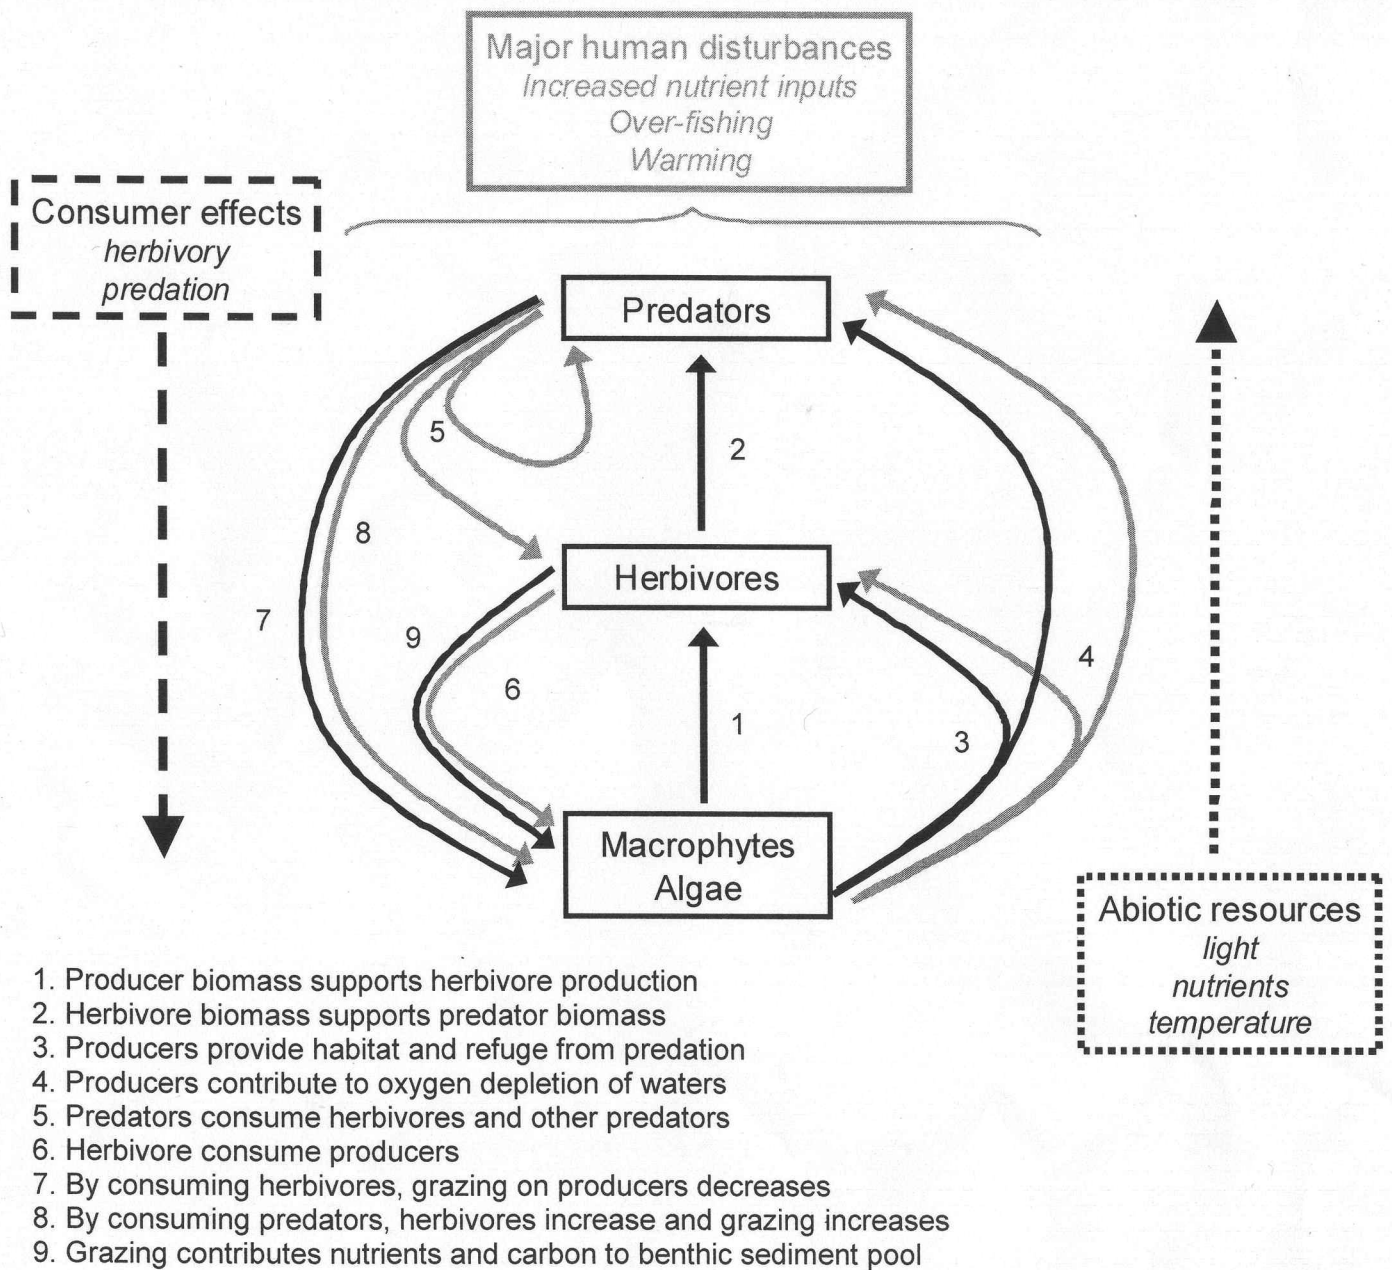 Major human disturbances
Increased nutrient inputs
Over-fishing
Warming
Consumer effects
herbivory
predation
Predators
5
2
8
Herbivores
7
9
6
4
1
3
Macrophytes
Algae
Abiotic resources
light
nutrients
temperature
1. Producer biomass supports herbivore production
2. Herbivore biomass supports predator biomass
3. Producers provide habitat and refuge from predation
4. Producers contribute to oxygen depletion of waters
5. Predators consume herbivores and other predators
6. Herbivore consume producers
7. By consuming herbivores, grazing on producers decreases
8. By consuming predators, herbivores increase and grazing increases
9. Grazing contributes nutrients and carbon to benthic sediment pool